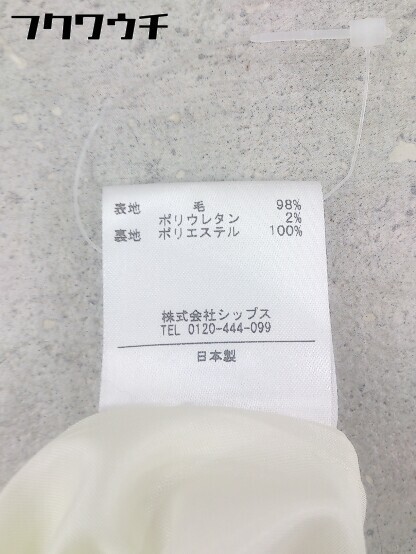 フクワウチ
表地 毛 98%
ポリウレタン 2%
裏地 ポリエステル 100%
株式会社シップス
TEL 0120-444-099
日本製